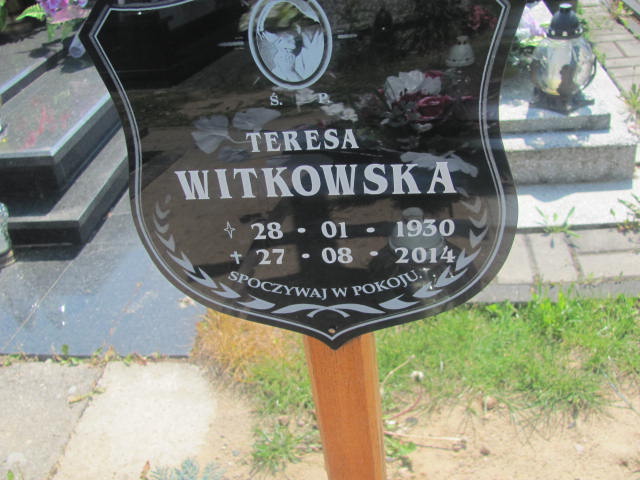 Ś. P.
TERESA
WITKOWSKA
28 • 01 • 1930
✝ 27 • 08 • 2014
SPOCZYWAJ W POKOJU...